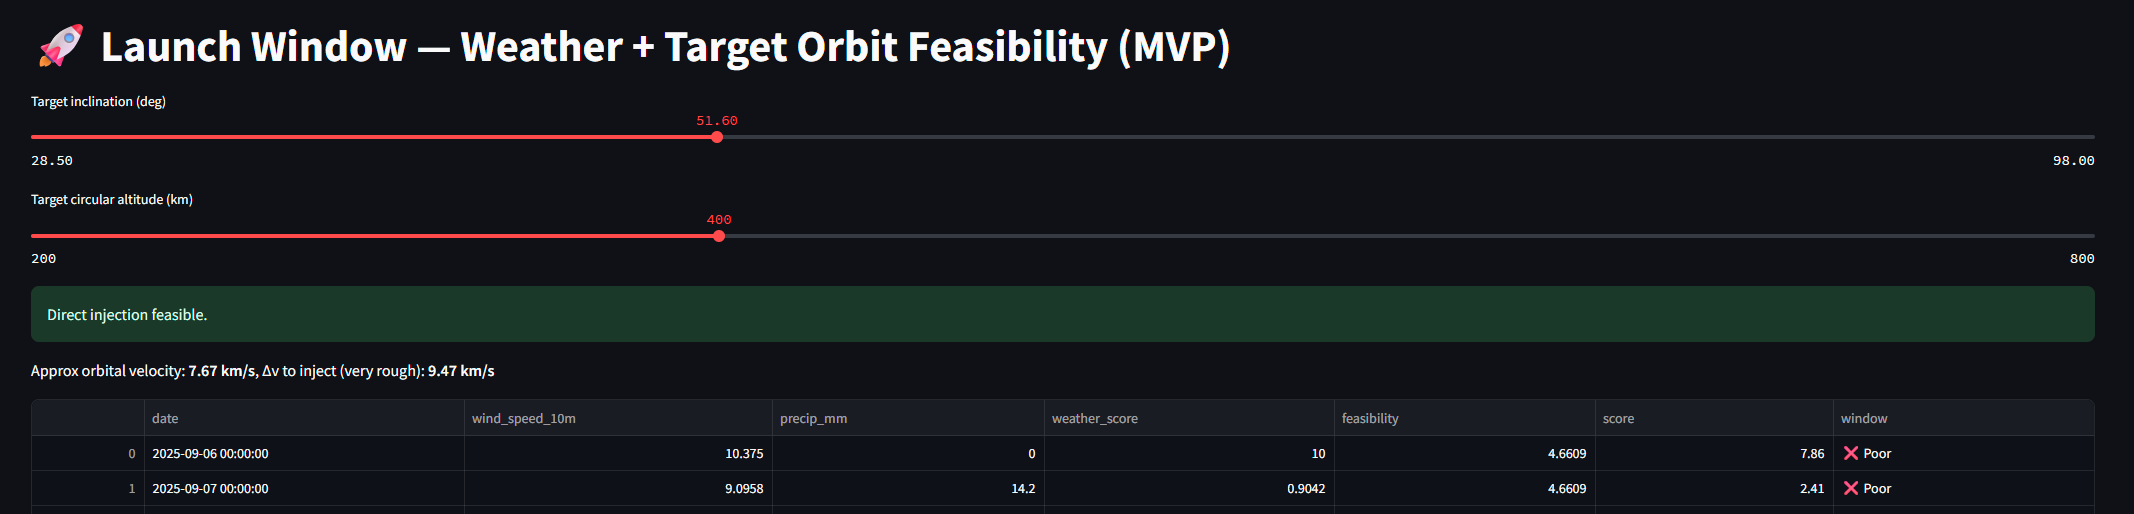 🚀 Launch Window — Weather + Target Orbit Feasibility (MVP)
Target inclination (deg)
51.60
28.50 98.00
Target circular altitude (km)
400
200 800
Direct injection feasible.
Approx orbital velocity: 7.67 km/s, Δv to inject (very rough): 9.47 km/s
date wind_speed_10m precip_mm weather_score feasibility score window
0 2025-09-06 00:00:00 10.375 0 10 4.6609 7.86 ❌ Poor
1 2025-09-07 00:00:00 9.0958 14.2 0.9042 4.6609 2.41 ❌ Poor